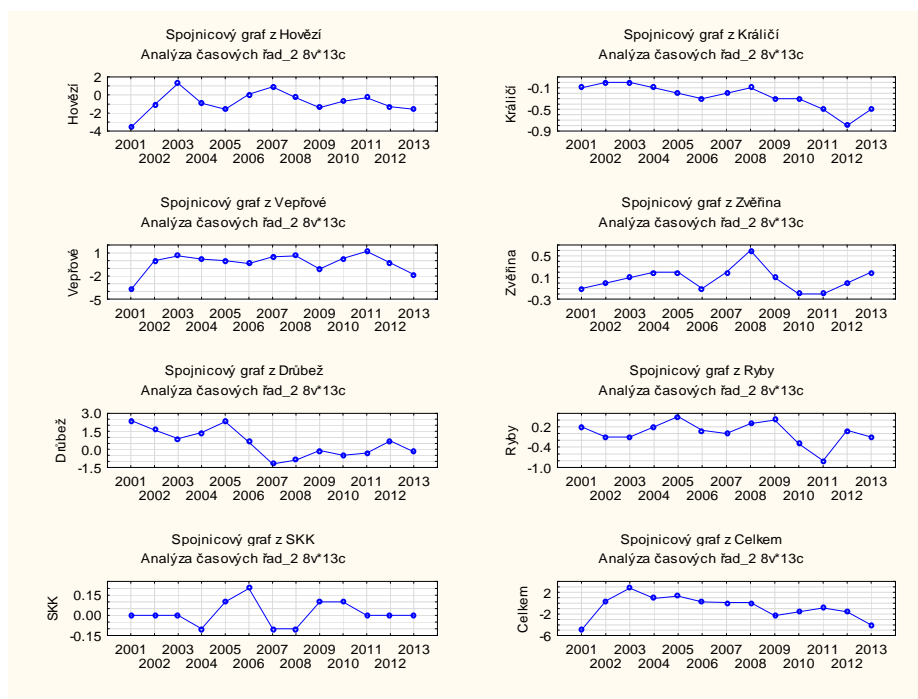 Spojnicový graf z Hovězí
Analýza časových řad_2 8v*13c
Hovězí
2
0
-2
-4
2001 2003 2005 2007 2009 2011 2013
2002 2004 2006 2008 2010 2012
Spojnicový graf z Králičí
Analýza časových řad_2 8v*13c
Králičí
-0.1
-0.5
-0.9
2001 2003 2005 2007 2009 2011 2013
2002 2004 2006 2008 2010 2012
Spojnicový graf z Vepřové
Analýza časových řad_2 8v*13c
Vepřové
1
-2
-5
2001 2003 2005 2007 2009 2011 2013
2002 2004 2006 2008 2010 2012
Spojnicový graf z Zvěřina
Analýza časových řad_2 8v*13c
Zvěřina
0.5
0.1
-0.3
2001 2003 2005 2007 2009 2011 2013
2002 2004 2006 2008 2010 2012
Spojnicový graf z Drůbež
Analýza časových řad_2 8v*13c
Drůbež
3.0
1.5
0.0
-1.5
2001 2003 2005 2007 2009 2011 2013
2002 2004 2006 2008 2010 2012
Spojnicový graf z Ryby
Analýza časových řad_2 8v*13c
Ryby
0.2
-0.4
-1.0
2001 2003 2005 2007 2009 2011 2013
2002 2004 2006 2008 2010 2012
Spojnicový graf z SKK
Analýza časových řad_2 8v*13c
SKK
0.15
0.00
-0.15
2001 2003 2005 2007 2009 2011 2013
2002 2004 2006 2008 2010 2012
Spojnicový graf z Celkem
Analýza časových řad_2 8v*13c
Celkem
2
-2
-6
2001 2003 2005 2007 2009 2011 2013
2002 2004 2006 2008 2010 2012